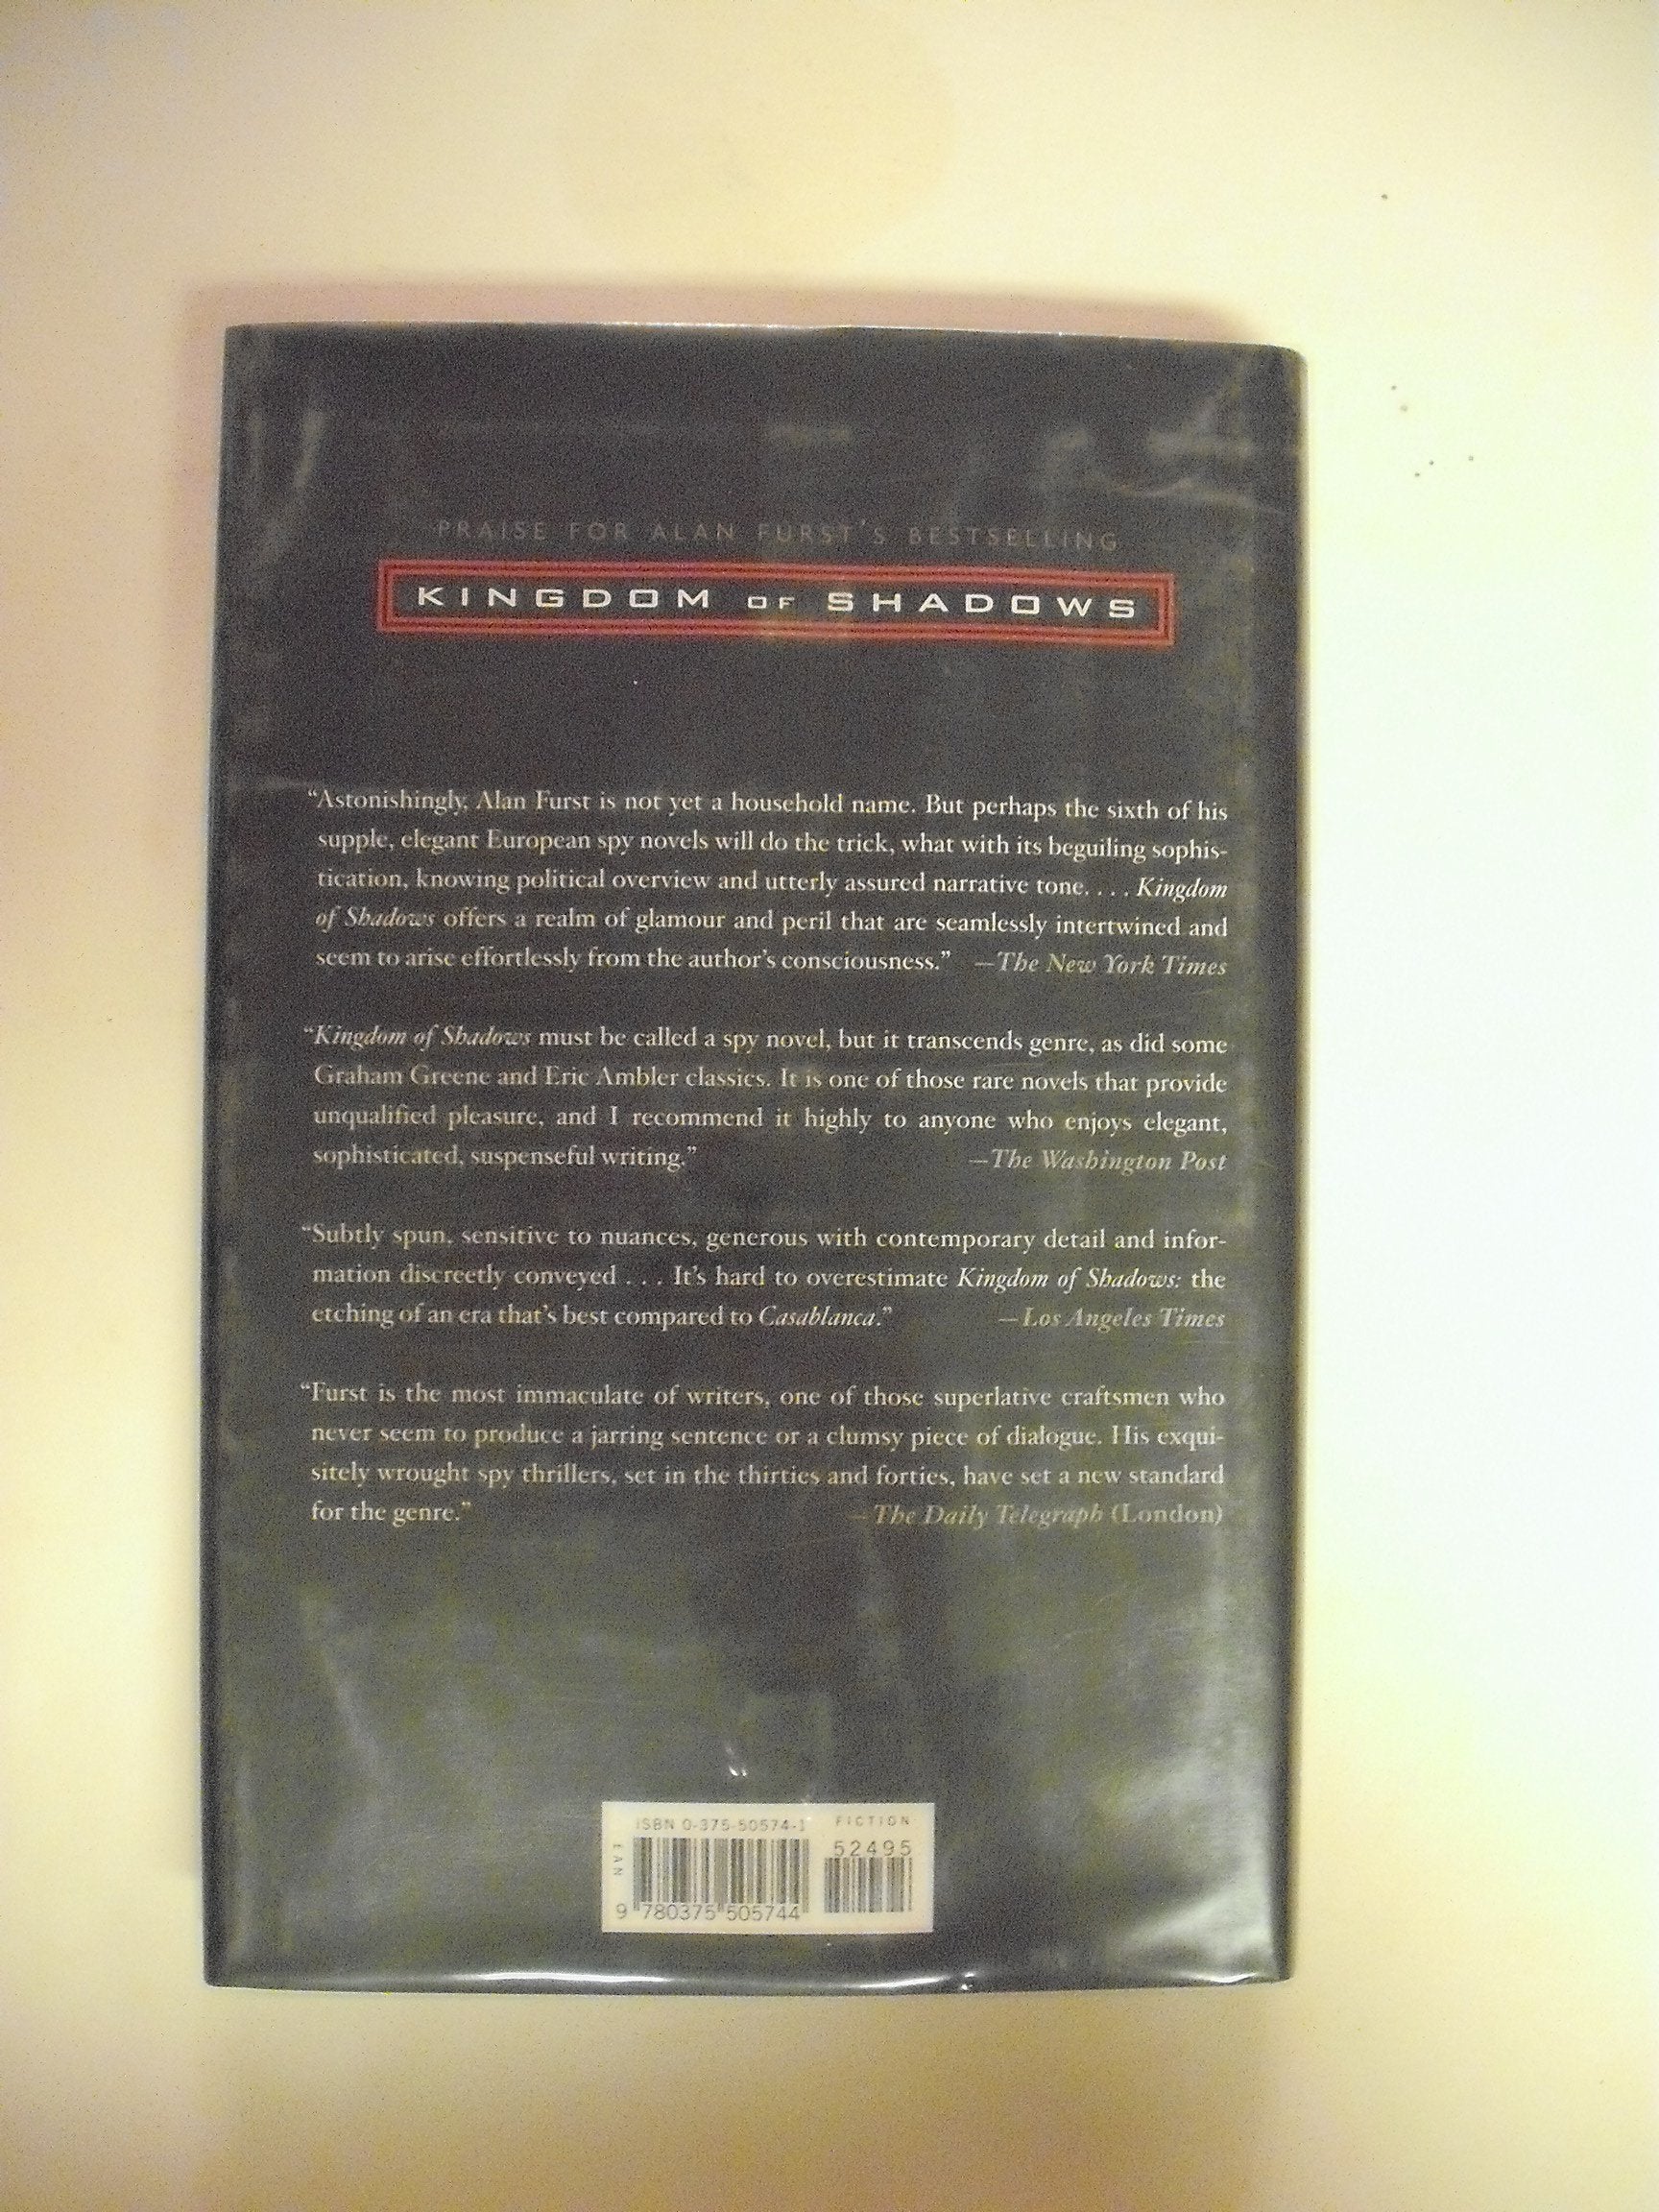 PRAISE FOR ALAN FURST'S BESTSELLING
KINGDOM OF SHADOWS
“Astonishingly, Alan Furst is not yet a household name. But perhaps the sixth of his
supple, elegant European spy novels will do the trick, what with its beguiling sophis-
tication, knowing political overview and utterly assured narrative tone. . . . Kingdom
of Shadows offers a realm of glamour and peril that are seamlessly intertwined and
seem to arise effortlessly from the author’s consciousness.” —The New York Times
“Kingdom of Shadows must be called a spy novel, but it transcends genre, as did some
Graham Greene and Eric Ambler classics. It is one of those rare novels that provide
unqualified pleasure, and I recommend it highly to anyone who enjoys elegant,
sophisticated, suspenseful writing.” —The Washington Post
“Subtly spun, sensitive to nuances, generous with contemporary detail and infor-
mation discreetly conveyed . . . It’s hard to overestimate Kingdom of Shadows: the
etching of an era that’s best compared to Casablanca.” —Los Angeles Times
“Furst is the most immaculate of writers, one of those superlative craftsmen who
never seem to produce a jarring sentence or a clumsy piece of dialogue. His exqui-
sitely wrought spy thrillers, set in the thirties and forties, have set a new standard
for the genre.” —The Daily Telegraph (London)
ISBN 0-375-50574-1 FICTION
52495
EAN
9 780375 505744